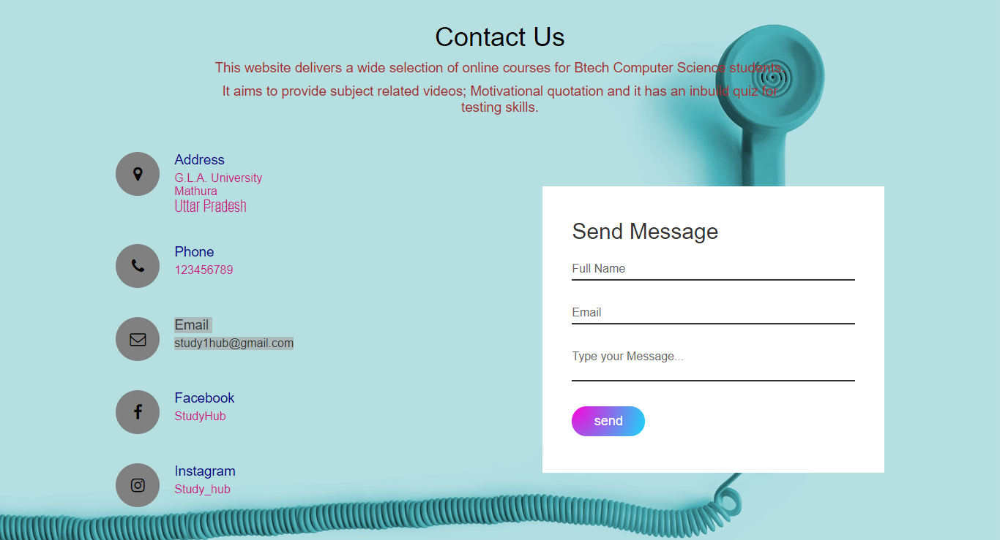 Contact Us
This website delivers a wide selection of online courses for Btech Computer Science students.
It aims to provide subject related videos; Motivational quotation and it has an inbuild quiz for
testing skills.
Address
G.L.A. University
Mathura
Uttar Pradesh
Phone
123456789
Email
study1hub@gmail.com
Facebook
StudyHub
Instagram
Study_hub
Send Message
Full Name
Email
Type your Message...
send